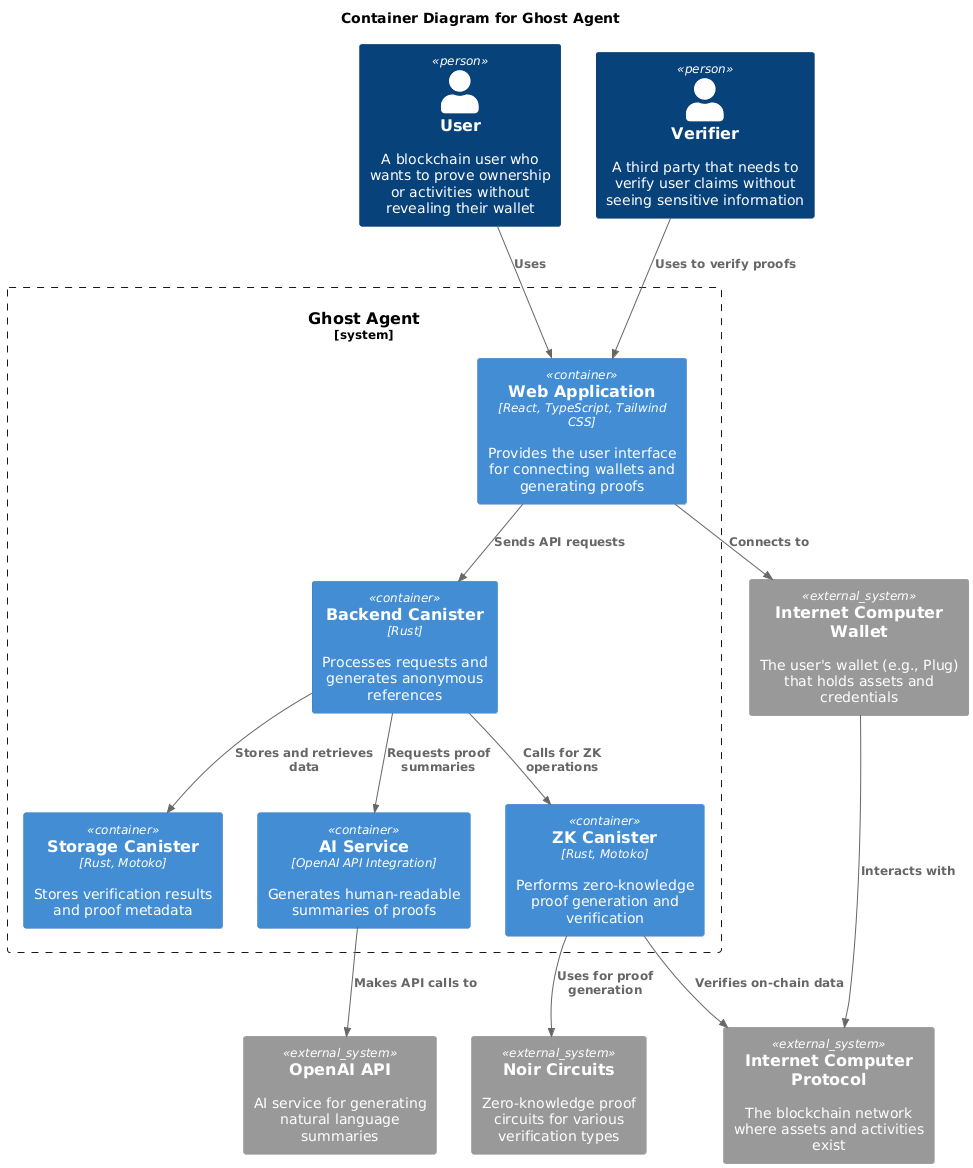 Container Diagram for Ghost Agent
«person»
User
A blockchain user who
wants to prove ownership
or activities without
revealing their wallet
«person»
Verifier
A third party that needs to
verify user claims without
seeing sensitive information
Uses
Uses to verify proofs
Ghost Agent
[system]
«container»
Web Application
[React, TypeScript, Tailwind
CSS]
Provides the user interface
for connecting wallets and
generating proofs
Sends API requests
Connects to
«container»
Backend Canister
[Rust]
Processes requests and
generates anonymous
references
«external_system»
Internet Computer
Wallet
The user's wallet (e.g., Plug)
that holds assets and
credentials
Stores and retrieves
data
Requests proof
summaries
Calls for ZK
operations
«container»
Storage Canister
[Rust, Motoko]
Stores verification results
and proof metadata
«container»
AI Service
[OpenAI API Integration]
Generates human-readable
summaries of proofs
«container»
ZK Canister
[Rust, Motoko]
Performs zero-knowledge
proof generation and
verification
Interacts with
Makes API calls to
Uses for proof
generation
Verifies on-chain data
«external_system»
OpenAI API
AI service for generating
natural language
summaries
«external_system»
Noir Circuits
Zero-knowledge proof
circuits for various
verification types
«external_system»
Internet Computer
Protocol
The blockchain network
where assets and activities
exist